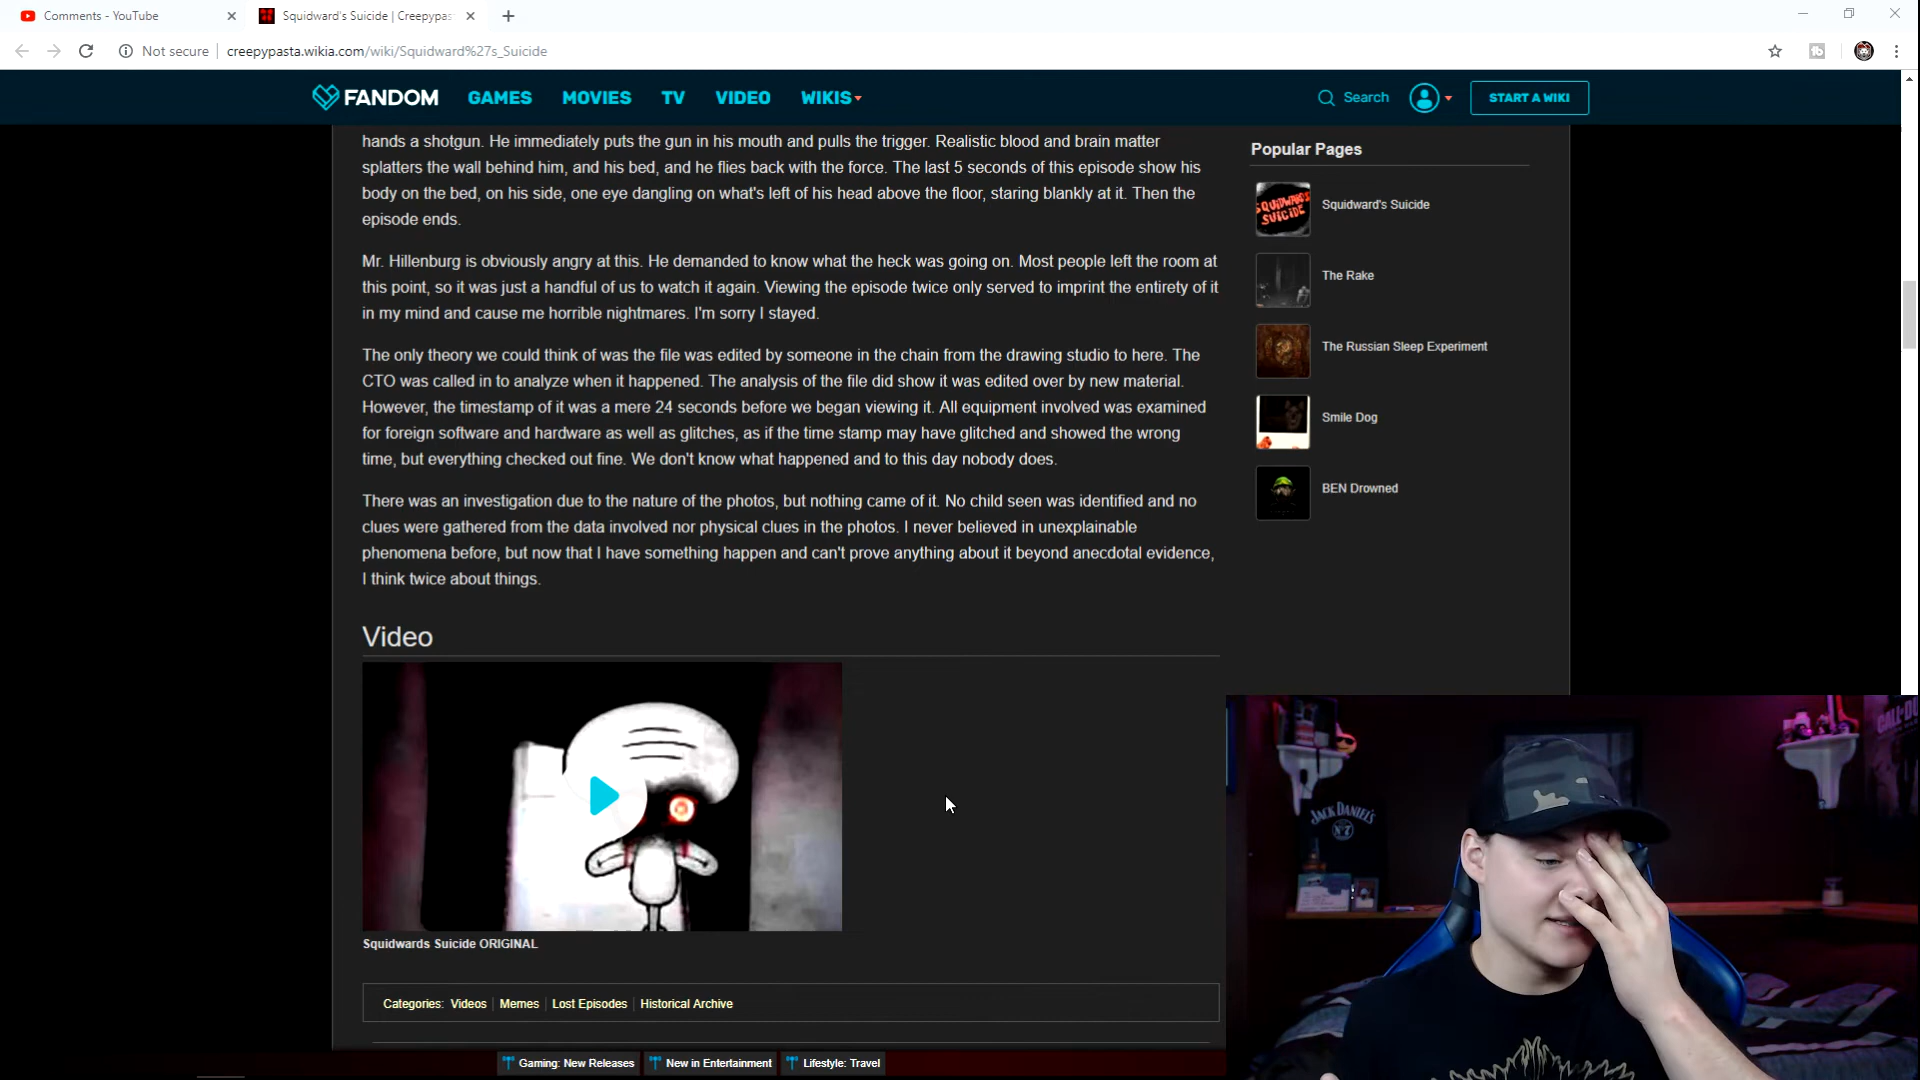 Comments - YouTube
Squidward's Suicide | Creepypas
Not secure
creepypasta.wikia.com/wiki/Squidward%27s_Suicide
FANDOM
GAMES
MOVIES
TV
VIDEO
WIKIS
Search
START A WIKI
hands a shotgun. He immediately puts the gun in his mouth and pulls the trigger. Realistic blood and brain matter
splatters the wall behind him, and his bed, and he flies back with the force. The last 5 seconds of this episode show his
body on the bed, on his side, one eye dangling on what's left of his head above the floor, staring blankly at it. Then the
episode ends.
Mr. Hillenburg is obviously angry at this. He demanded to know what the heck was going on. Most people left the room at
this point, so it was just a handful of us to watch it again. Viewing the episode twice only served to imprint the entirety of it
in my mind and cause me horrible nightmares. I'm sorry I stayed.
The only theory we could think of was the file was edited by someone in the chain from the drawing studio to here. The
CTO was called in to analyze when it happened. The analysis of the file did show it was edited over by new material.
However, the timestamp of it was a mere 24 seconds before we began viewing it. All equipment involved was examined
for foreign software and hardware as well as glitches, as if the time stamp may have glitched and showed the wrong
time, but everything checked out fine. We don't know what happened and to this day nobody does.
There was an investigation due to the nature of the photos, but nothing came of it. No child seen was identified and no
clues were gathered from the data involved nor physical clues in the photos. I never believed in unexplainable
phenomena before, but now that I have something happen and can't prove anything about it beyond anecdotal evidence,
I think twice about things.
Popular Pages
SQUIDWARD'S
SUICIDE
Squidward's Suicide
The Rake
The Russian Sleep Experiment
Smile Dog
BEN Drowned
Video
Squidwards Suicide ORIGINAL
Categories: Videos Memes Lost Episodes Historical Archive
Gaming: New Releases
New in Entertainment
Lifestyle: Travel
JACK DANIEL'S
CALL OF DU